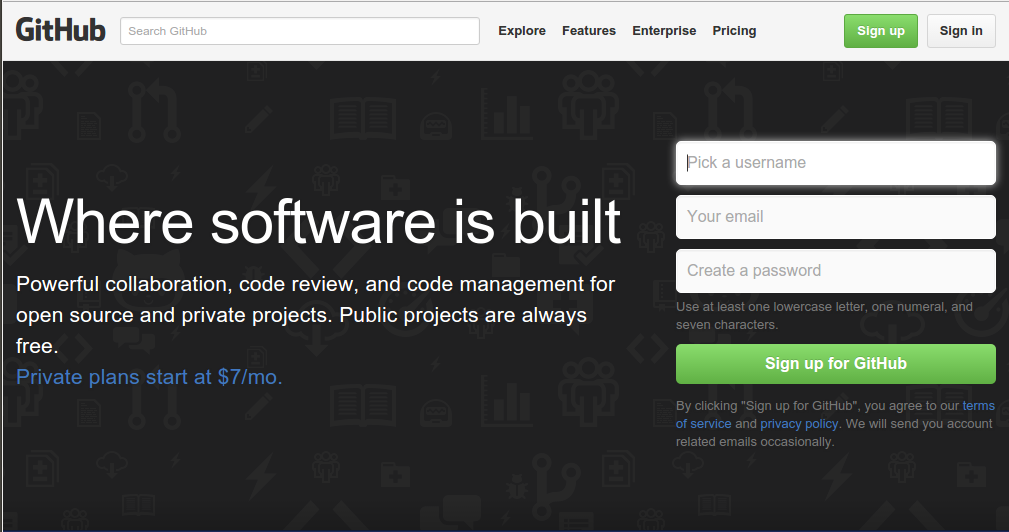 GitHub
Search GitHub
Explore
Features
Enterprise
Pricing
Sign up
Sign in
Where software is built
Powerful collaboration, code review, and code management for
open source and private projects. Public projects are always
free.
Private plans start at $7/mo.
Pick a username
Your email
Create a password
Use at least one lowercase letter, one numeral, and
seven characters.
Sign up for GitHub
By clicking "Sign up for GitHub", you agree to our terms
of service and privacy policy. We will send you account
related emails occasionally.